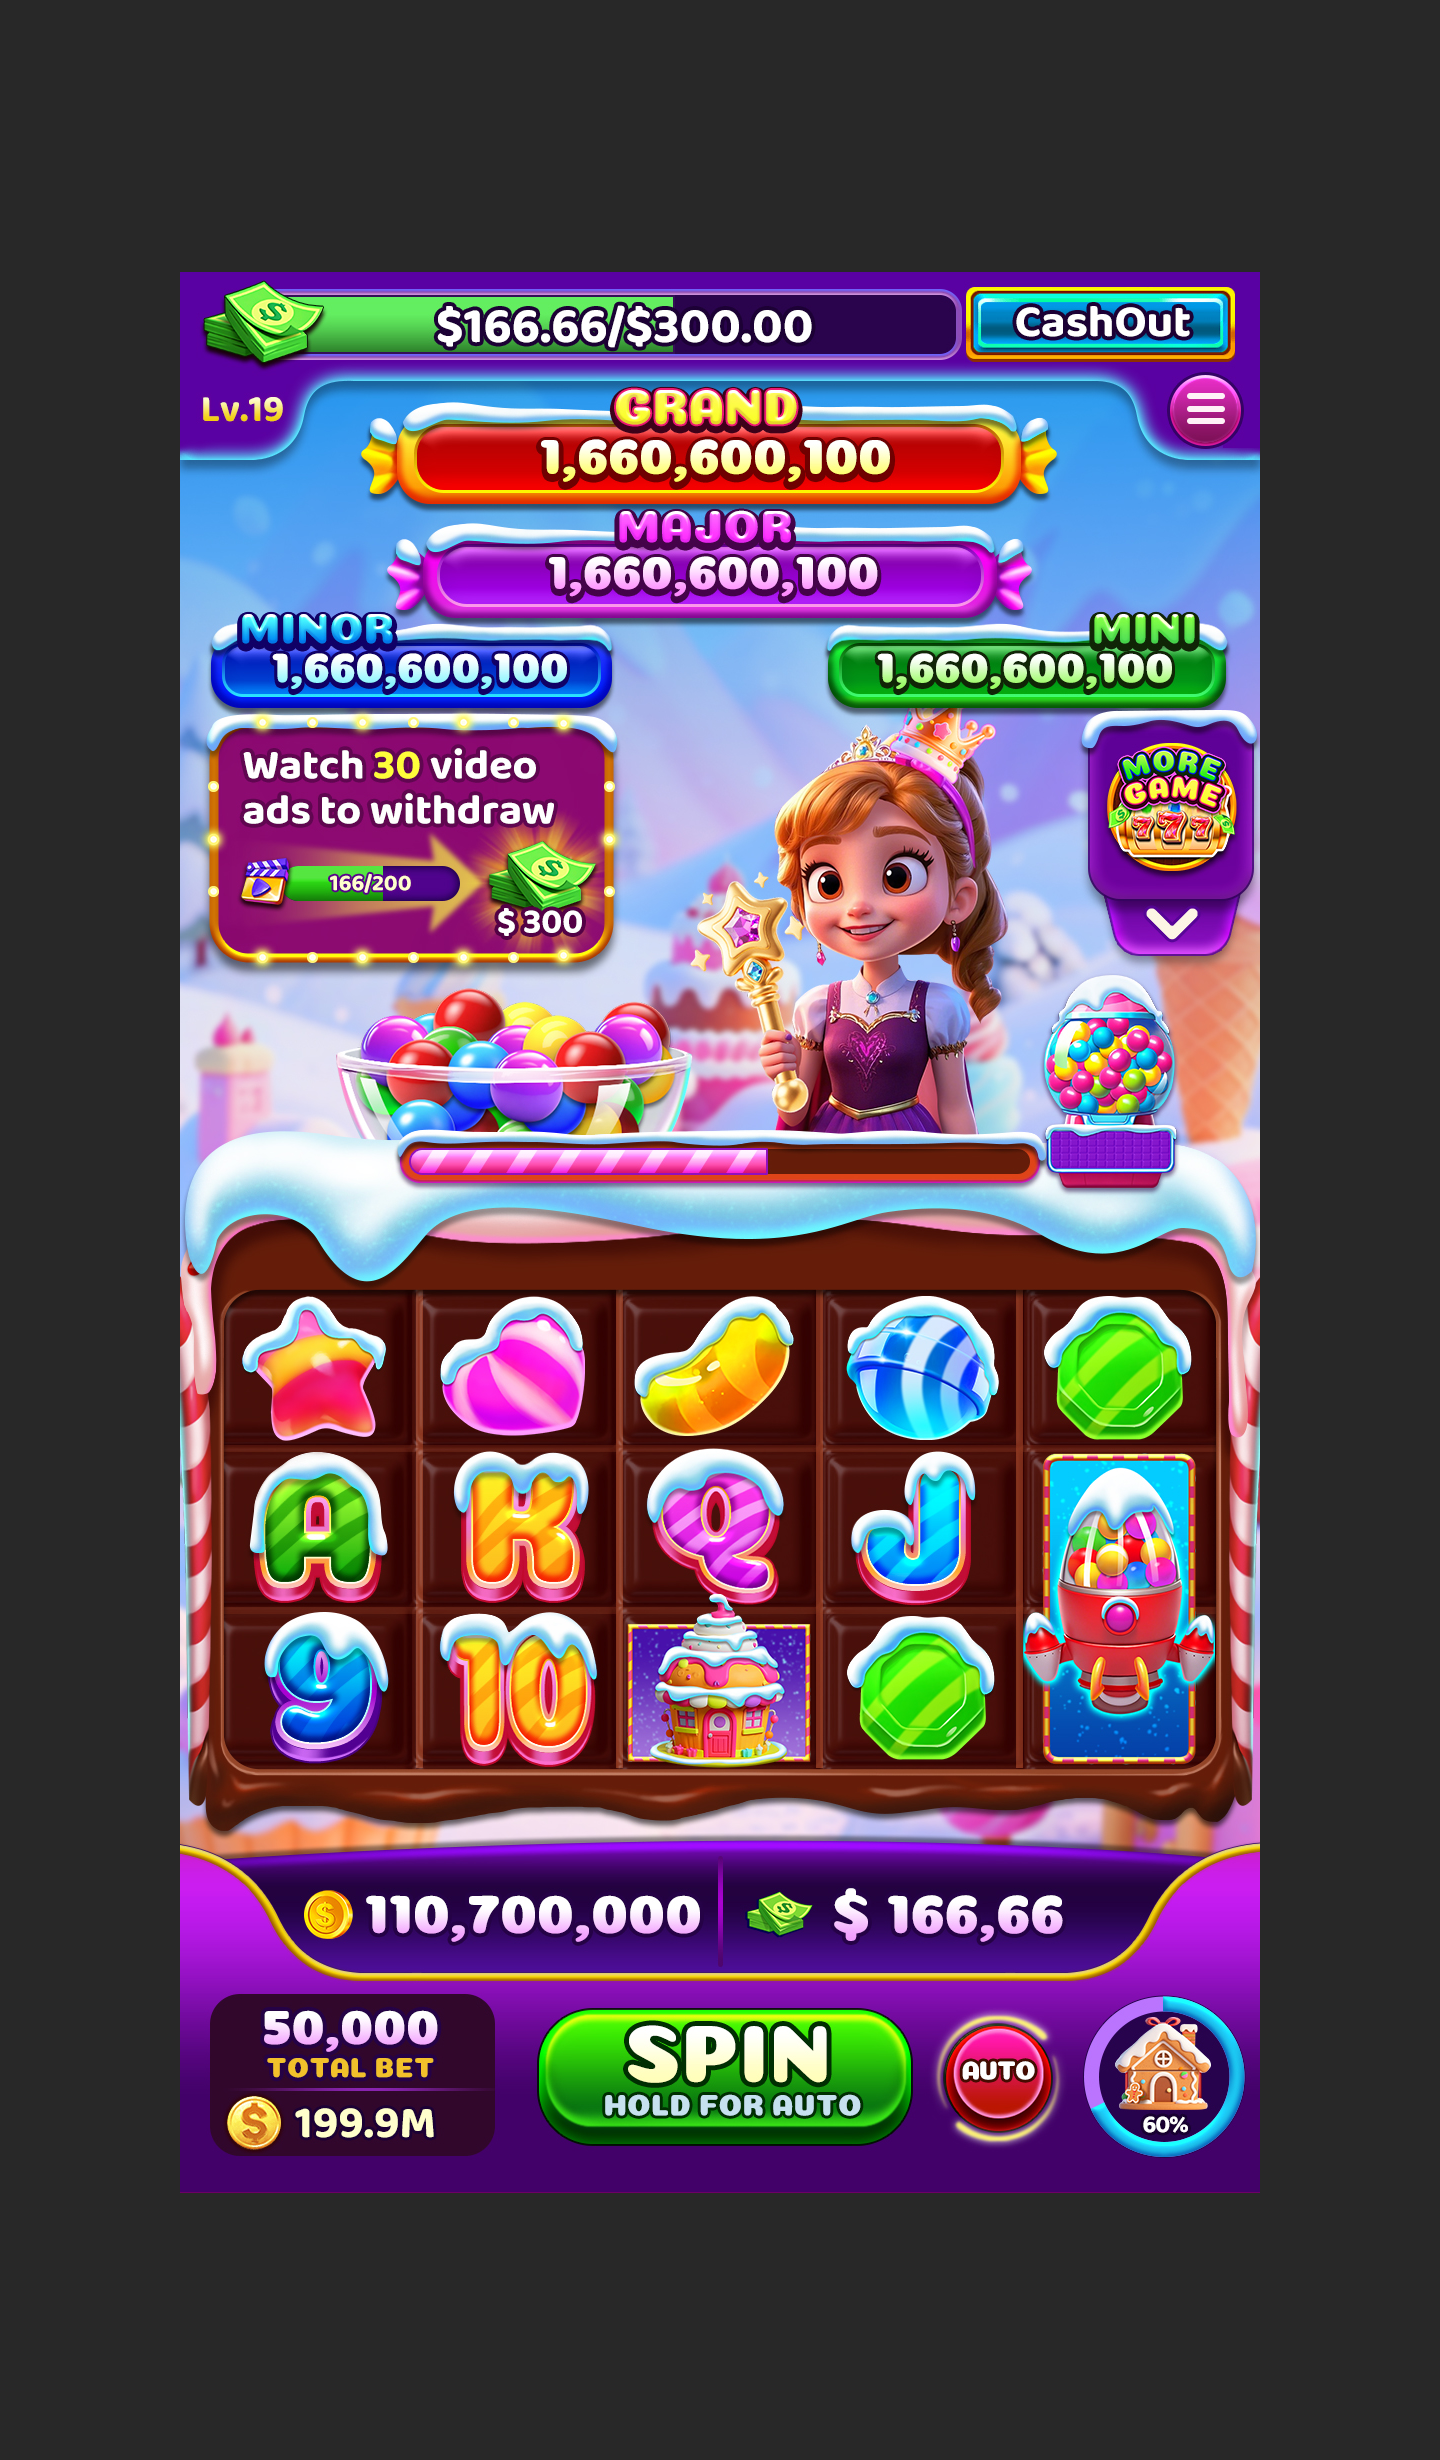 $166.66/$300.00
CashOut
Lv.19
GRAND
1,660,600,100
MAJOR
1,660,600,100
MINOR
1,660,600,100
MINI
1,660,600,100
Watch 30 video
ads to withdraw
166/200
$300
MORE
GAME
777
A K Q J
9 10
110,700,000
$ 166,66
50,000
TOTAL BET
199.9M
SPIN
HOLD FOR AUTO
AUTO
60%